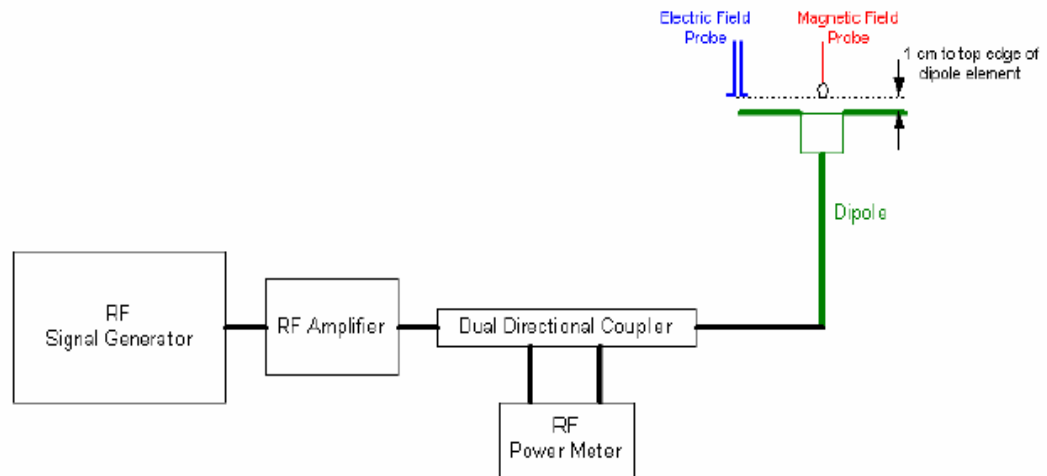 Electric Field
Probe
Magnetic Field
Probe
1 cm to top edge of
dipole element
Dipole
RF
Signal Generator
RF Amplifier
Dual Directional Coupler
RF
Power Meter